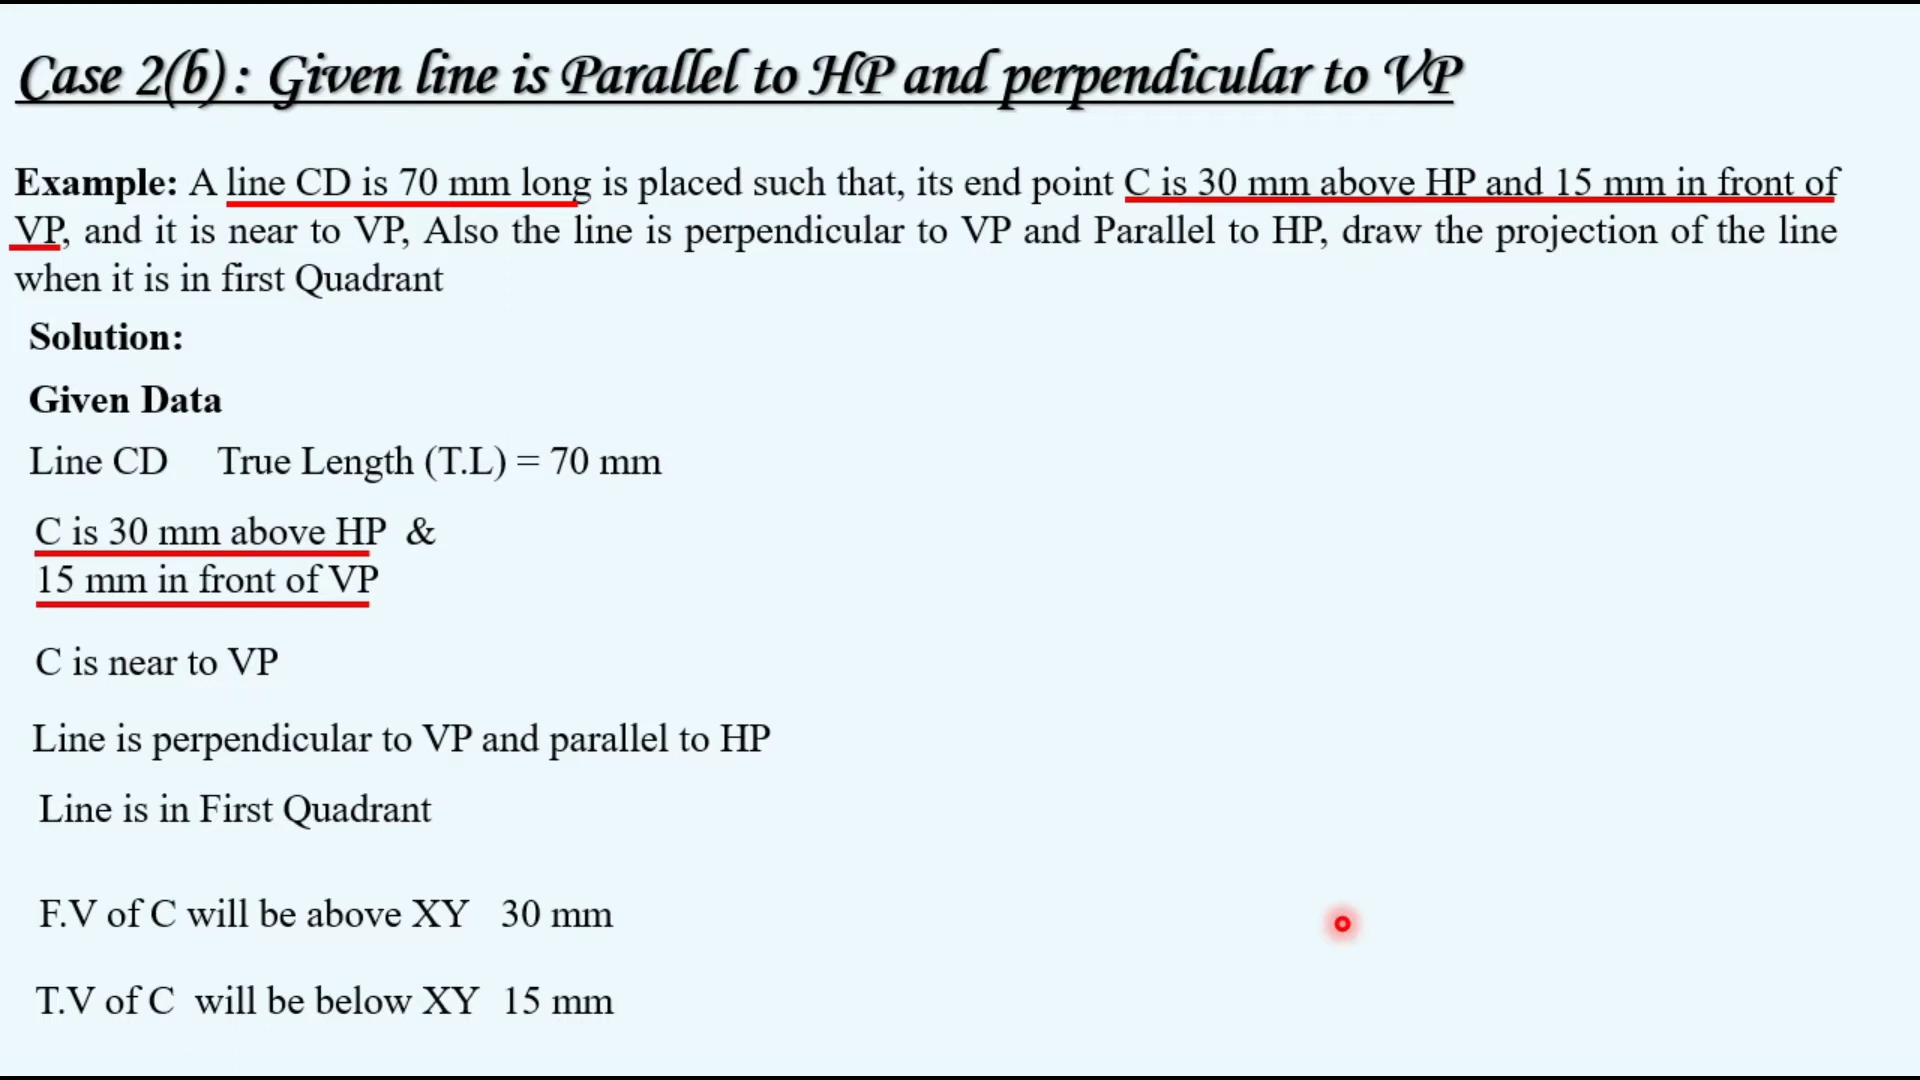 Case 2(b) : Given line is Parallel to HP and perpendicular to VP
Example: A line CD is 70 mm long is placed such that, its end point C is 30 mm above HP and 15 mm in front of
VP, and it is near to VP, Also the line is perpendicular to VP and Parallel to HP, draw the projection of the line
when it is in first Quadrant
Solution:
Given Data
Line CD True Length (T.L) = 70 mm
C is 30 mm above HP &
15 mm in front of VP
C is near to VP
Line is perpendicular to VP and parallel to HP
Line is in First Quadrant
F.V of C will be above XY 30 mm
T.V of C will be below XY 15 mm